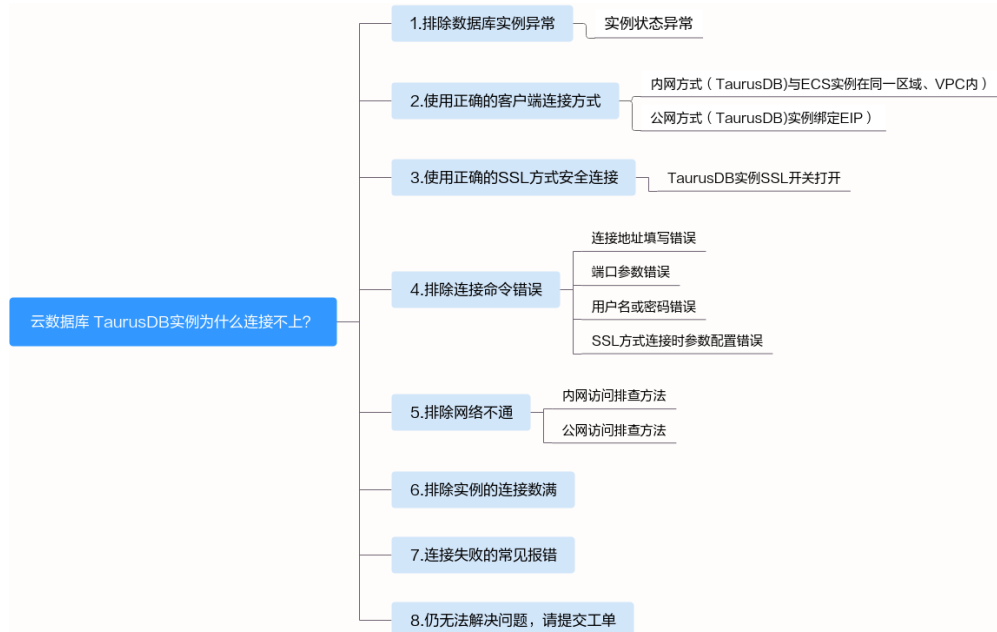 云数据库 TaurusDB实例为什么连接不上?
1.排除数据库实例异常
实例状态异常
2.使用正确的客户端连接方式
内网方式（TaurusDB)与ECS实例在同一区域、VPC内）
公网方式（TaurusDB)实例绑定EIP）
3.使用正确的SSL方式安全连接
TaurusDB实例SSL开关打开
4.排除连接命令错误
连接地址填写错误
端口参数错误
用户名或密码错误
SSL方式连接时参数配置错误
5.排除网络不通
内网访问排查方法
公网访问排查方法
6.排除实例的连接数满
7.连接失败的常见报错
8.仍无法解决问题，请提交工单